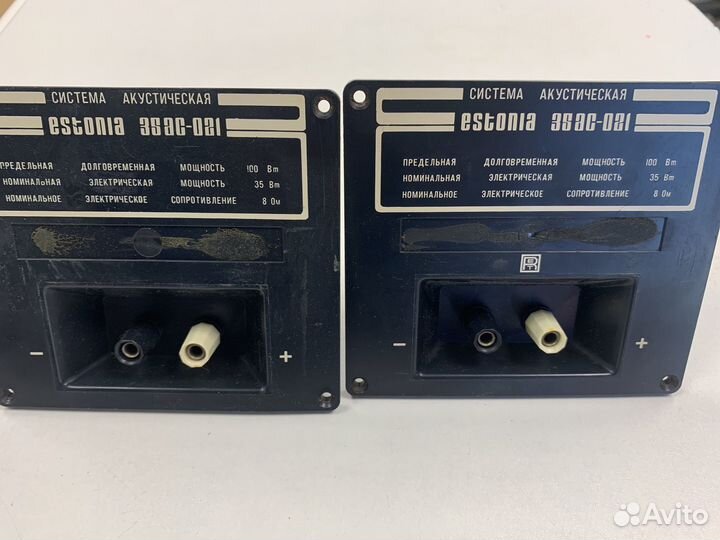 СИСТЕМА АКУСТИЧЕСКАЯ
estonia 35AC-021
ПРЕДЕЛЬНАЯ ДОЛГОВРЕМЕННАЯ МОЩНОСТЬ 100 Вт
НОМИНАЛЬНАЯ ЭЛЕКТРИЧЕСКАЯ МОЩНОСТЬ 35 Вт
НОМИНАЛЬНОЕ ЭЛЕКТРИЧЕСКОЕ СОПРОТИВЛЕНИЕ 8 Ом
- +
СИСТЕМА АКУСТИЧЕСКАЯ
estonia 35AC-021
ПРЕДЕЛЬНАЯ ДОЛГОВРЕМЕННАЯ МОЩНОСТЬ 100 Вт
НОМИНАЛЬНАЯ ЭЛЕКТРИЧЕСКАЯ МОЩНОСТЬ 35 Вт
НОМИНАЛЬНОЕ ЭЛЕКТРИЧЕСКОЕ СОПРОТИВЛЕНИЕ 8 Ом
- +
Avito